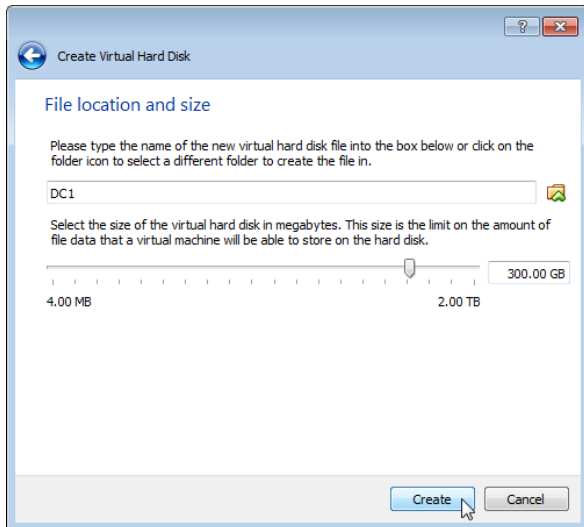 ?
Create Virtual Hard Disk
File location and size
Please type the name of the new virtual hard disk file into the box below or click on the
folder icon to select a different folder to create the file in.
DC1
Select the size of the virtual hard disk in megabytes. This size is the limit on the amount of
file data that a virtual machine will be able to store on the hard disk.
300.00 GB
4.00 MB 2.00 TB
Create Cancel